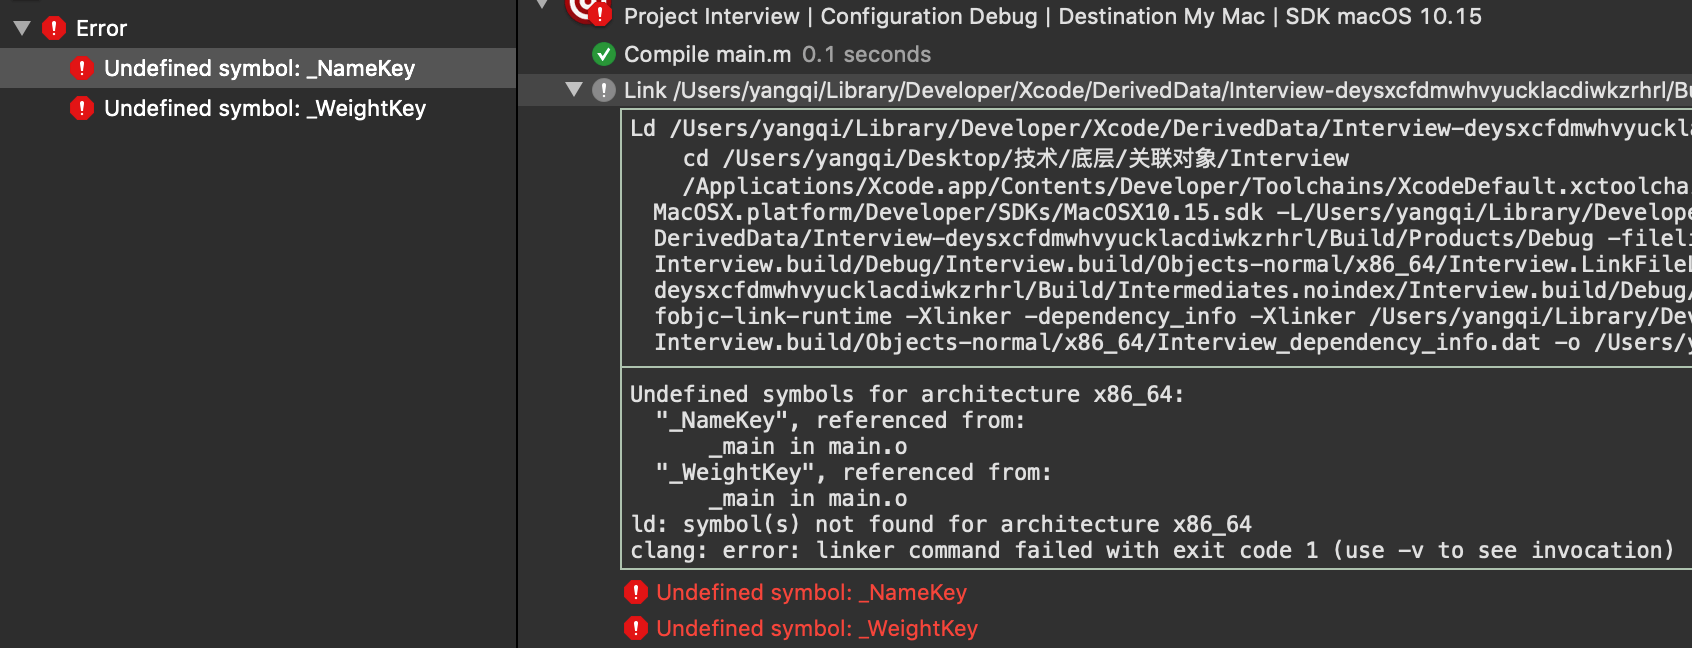 Error
Undefined symbol: _NameKey
Undefined symbol: _WeightKey
Project Interview | Configuration Debug | Destination My Mac | SDK macOS 10.15
Compile main.m 0.1 seconds
Link /Users/yangqi/Library/Developer/Xcode/DerivedData/Interview-deysxcfdmwhvyucklacdiwkzrhrl/Bu
Ld /Users/yangqi/Library/Developer/Xcode/DerivedData/Interview-deysxcfdmwhvyuckla
cd /Users/yangqi/Desktop/技术/底层/关联对象/Interview
/Applications/Xcode.app/Contents/Developer/Toolchains/XcodeDefault.xctoolchai
MacOSX.platform/Developer/SDKs/MacOSX10.15.sdk -L/Users/yangqi/Library/Develope
DerivedData/Interview-deysxcfdmwhvyucklacdiwkzrhrl/Build/Products/Debug -fileli
Interview.build/Debug/Interview.build/Objects-normal/x86_64/Interview.LinkFileL
deysxcfdmwhvyucklacdiwkzrhrl/Build/Intermediates.noindex/Interview.build/Debug/
fobjc-link-runtime -Xlinker -dependency_info -Xlinker /Users/yangqi/Library/Dev
Interview.build/Objects-normal/x86_64/Interview_dependency_info.dat -o /Users/y
Undefined symbols for architecture x86_64:
"_NameKey", referenced from:
_main in main.o
"_WeightKey", referenced from:
_main in main.o
ld: symbol(s) not found for architecture x86_64
clang: error: linker command failed with exit code 1 (use -v to see invocation)
Undefined symbol: _NameKey
Undefined symbol: _WeightKey